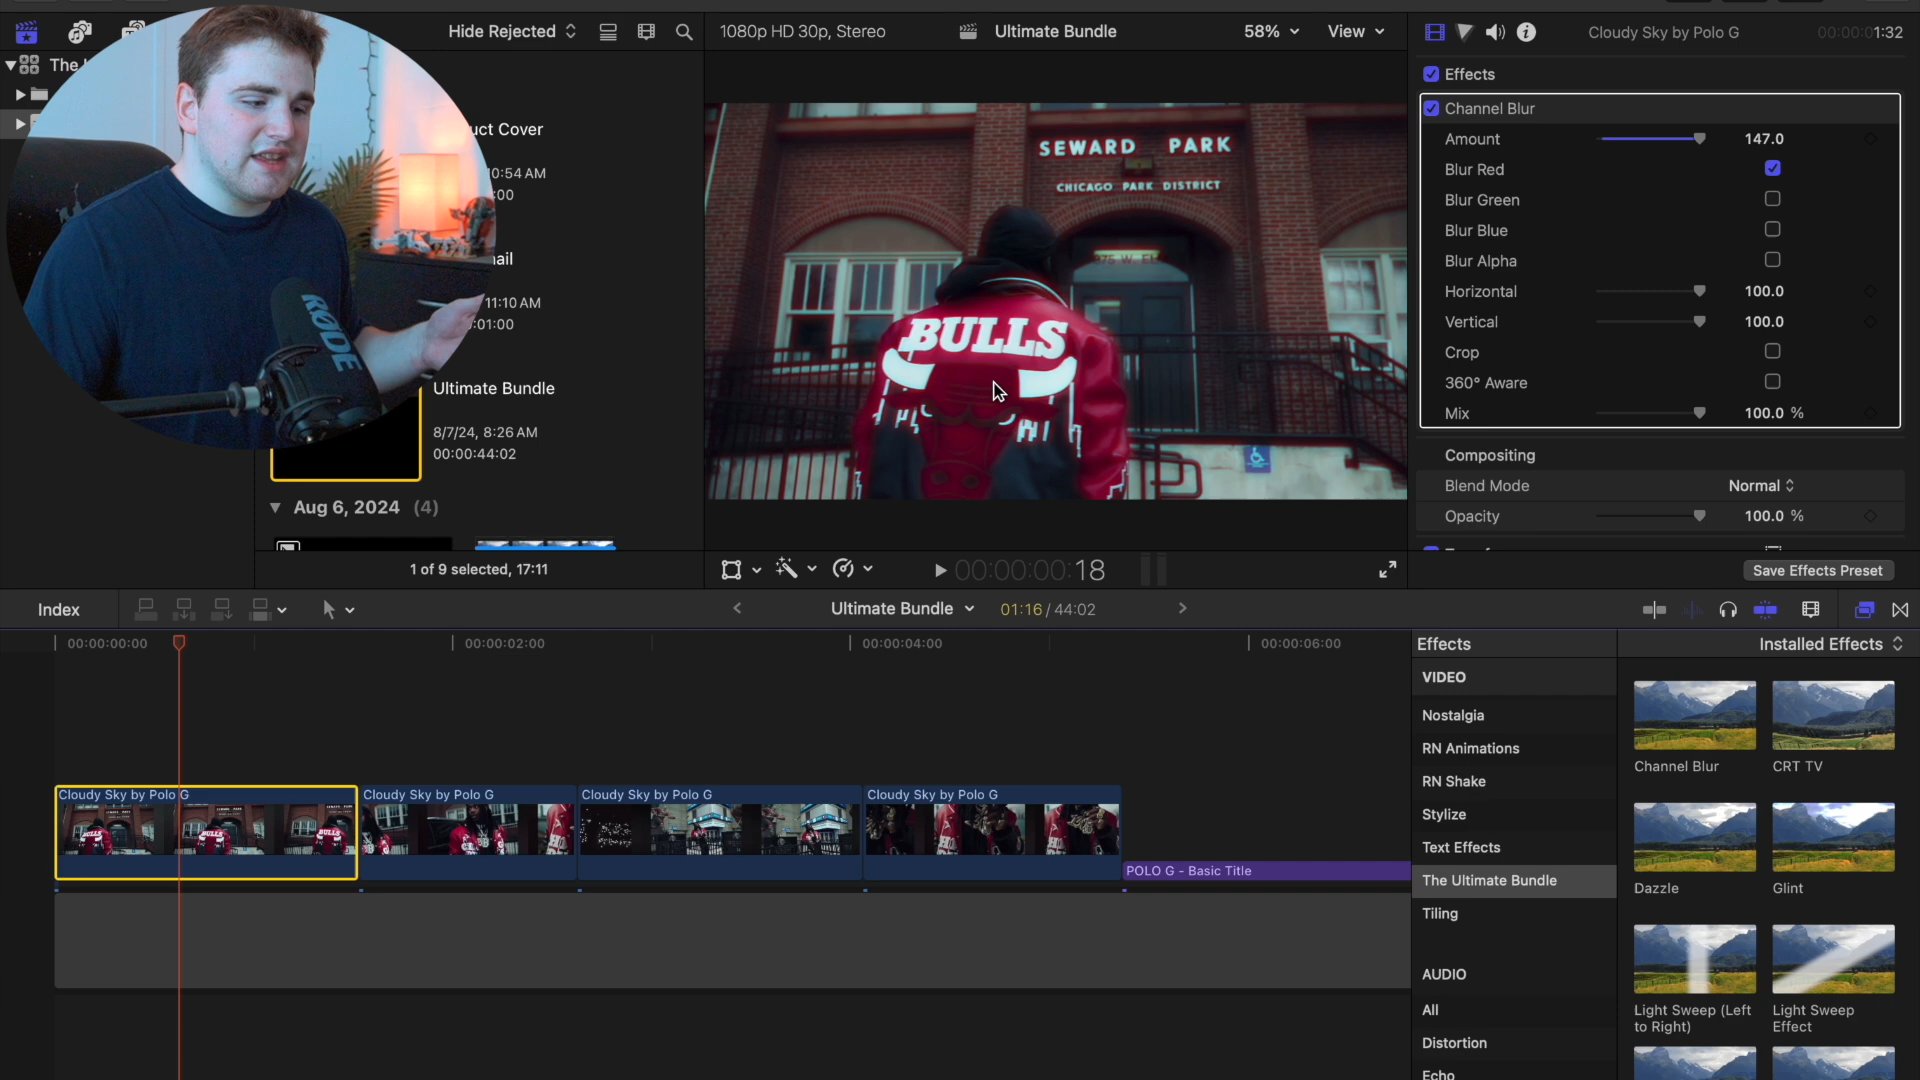 Hide Rejected
1080p HD 30p, Stereo
Ultimate Bundle
58%
View
Cloudy Sky by Polo G
00:00:01:32
The
uct Cover
0:54 AM
:00
nail
11:10 AM
:01:00
RØDE
Ultimate Bundle
8/7/24, 8:26 AM
00:00:44:02
Aug 6, 2024 (4)
1 of 9 selected, 17:11
SEWARD PARK
CHICAGO PARK DISTRICT
BULLS
00:00:00:18
Effects
Channel Blur
Amount 147.0
Blur Red
Blur Green
Blur Blue
Blur Alpha
Horizontal 100.0
Vertical 100.0
Crop
360° Aware
Mix 100.0 %
Compositing
Blend Mode Normal
Opacity 100.0 %
Save Effects Preset
Index
Ultimate Bundle
01:16 / 44:02
00:00:00:00
00:00:02:00
00:00:04:00
00:00:06:00
Cloudy Sky by Polo G
Cloudy Sky by Polo G
Cloudy Sky by Polo G
Cloudy Sky by Polo G
POLO G - Basic Title
Effects
Installed Effects
VIDEO
Nostalgia
RN Animations
RN Shake
Stylize
Text Effects
The Ultimate Bundle
Tiling
AUDIO
All
Distortion
Echo
Channel Blur
CRT TV
Dazzle
Glint
Light Sweep (Left
to Right)
Light Sweep
Effect